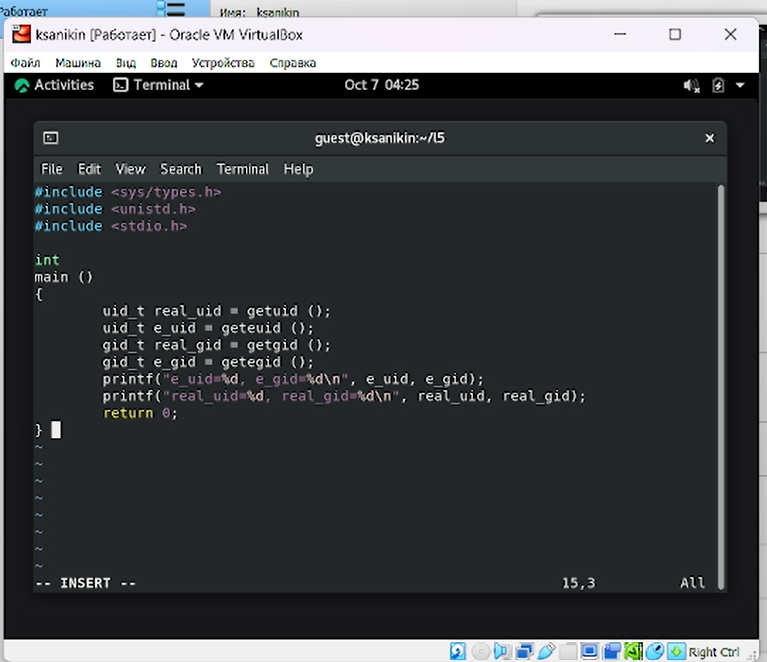 Работает
Имя: ksanikin
ksanikin [Работает] - Oracle VM VirtualBox
Файл Машина Вид Ввод Устройства Справка
Activities Terminal Oct 7 04:25
guest@ksanikin:~/l5
File Edit View Search Terminal Help
#include <sys/types.h>
#include <unistd.h>
#include <stdio.h>
int
main ()
{
uid_t real_uid = getuid ();
uid_t e_uid = geteuid ();
gid_t real_gid = getgid ();
gid_t e_gid = getegid ();
printf("e_uid=%d, e_gid=%d\n", e_uid, e_gid);
printf("real_uid=%d, real_gid=%d\n", real_uid, real_gid);
return 0;
}
~
~
~
~
~
~
~
~
-- INSERT -- 15,3 All
Right Ctrl